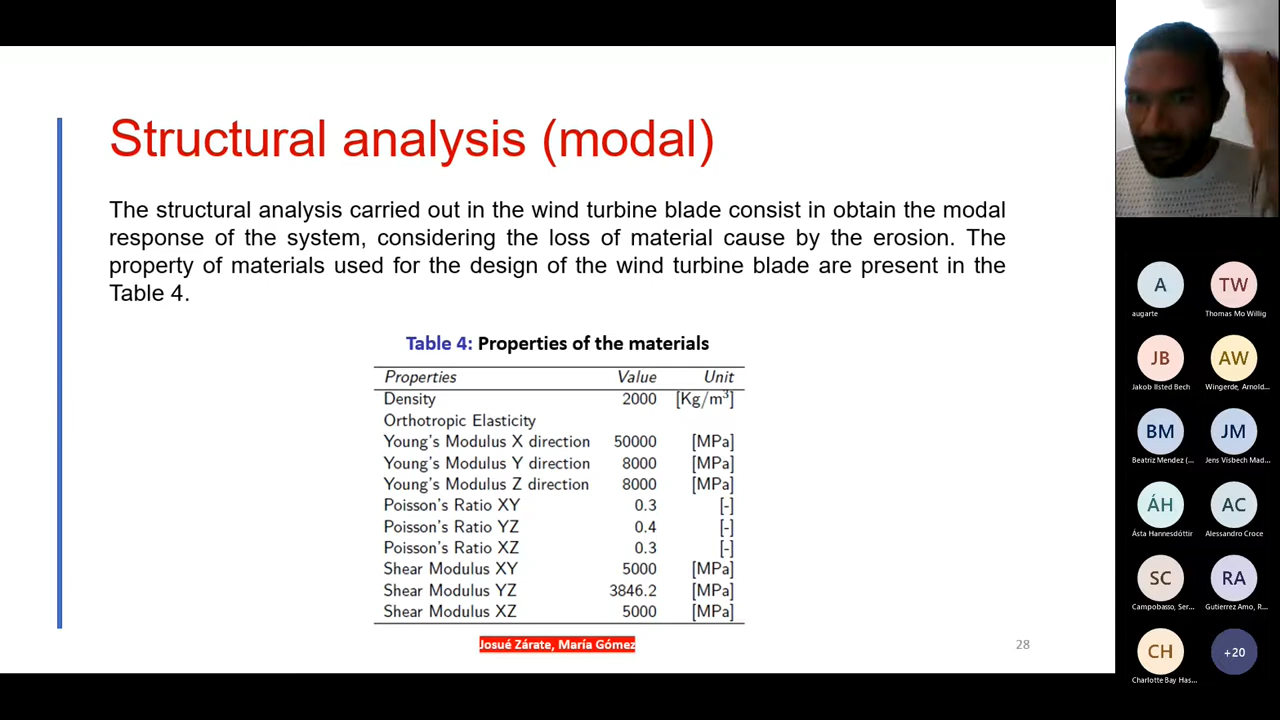 Structural analysis (modal)
The structural analysis carried out in the wind turbine blade consist in obtain the modal
response of the system, considering the loss of material cause by the erosion. The
property of materials used for the design of the wind turbine blade are present in the
Table 4.
Table 4: Properties of the materials
Properties Value Unit
Density 2000 [Kg/m³]
Orthotropic Elasticity
Young's Modulus X direction 50000 [MPa]
Young's Modulus Y direction 8000 [MPa]
Young's Modulus Z direction 8000 [MPa]
Poisson's Ratio XY 0.3 [-]
Poisson's Ratio YZ 0.4 [-]
Poisson's Ratio XZ 0.3 [-]
Shear Modulus XY 5000 [MPa]
Shear Modulus YZ 3846.2 [MPa]
Shear Modulus XZ 5000 [MPa]
Josué Zárate, María Gómez
28
A TW
augarte Thomas Mo Willig
JB AW
Jakob Ilsted Bech Wingerde, Arnold...
BM JM
Beatriz Mendez (... Jens Visbech Mad...
ÁH AC
Ásta Hannesdóttir Alessandro Croce
SC RA
Campobasso, Ser... Gutierrez Amo, R...
CH +20
Charlotte Bay Has...